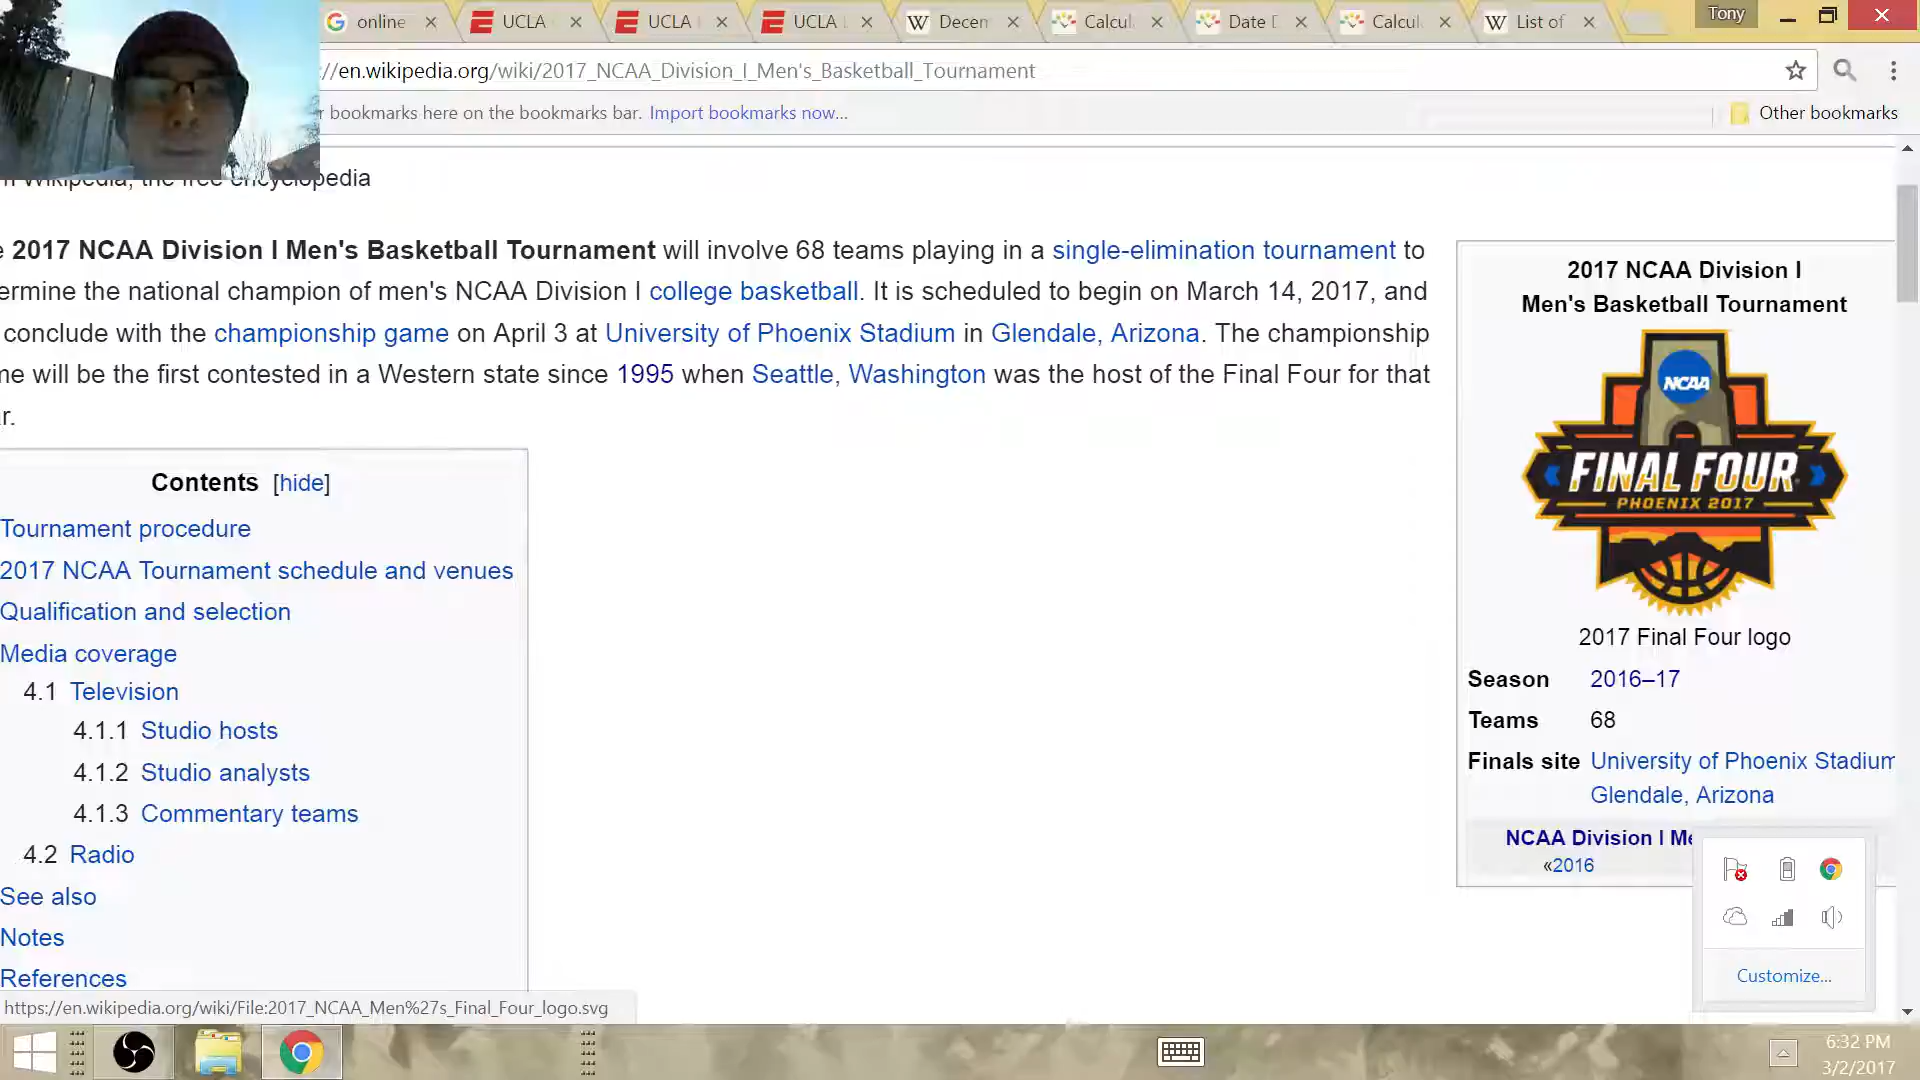 online
UCLA
UCLA
UCLA
Decem
Calcul
Date D
Calcul
List of
Tony
://en.wikipedia.org/wiki/2017_NCAA_Division_I_Men's_Basketball_Tournament
bookmarks here on the bookmarks bar. Import bookmarks now...
Other bookmarks
Wikipedia, the free encyclopedia
2017 NCAA Division I Men's Basketball Tournament will involve 68 teams playing in a single-elimination tournament to
ermine the national champion of men's NCAA Division I college basketball. It is scheduled to begin on March 14, 2017, and
conclude with the championship game on April 3 at University of Phoenix Stadium in Glendale, Arizona. The championship
me will be the first contested in a Western state since 1995 when Seattle, Washington was the host of the Final Four for that
r.
Contents [hide]
Tournament procedure
2017 NCAA Tournament schedule and venues
Qualification and selection
Media coverage
4.1 Television
4.1.1 Studio hosts
4.1.2 Studio analysts
4.1.3 Commentary teams
4.2 Radio
See also
Notes
References
2017 NCAA Division I
Men's Basketball Tournament
NCAA
FINAL FOUR
PHOENIX 2017
2017 Final Four logo
Season 2016–17
Teams 68
Finals site University of Phoenix Stadium
Glendale, Arizona
NCAA Division I Me
«2016
Customize...
https://en.wikipedia.org/wiki/File:2017_NCAA_Men%27s_Final_Four_logo.svg
6:32 PM
3/2/2017